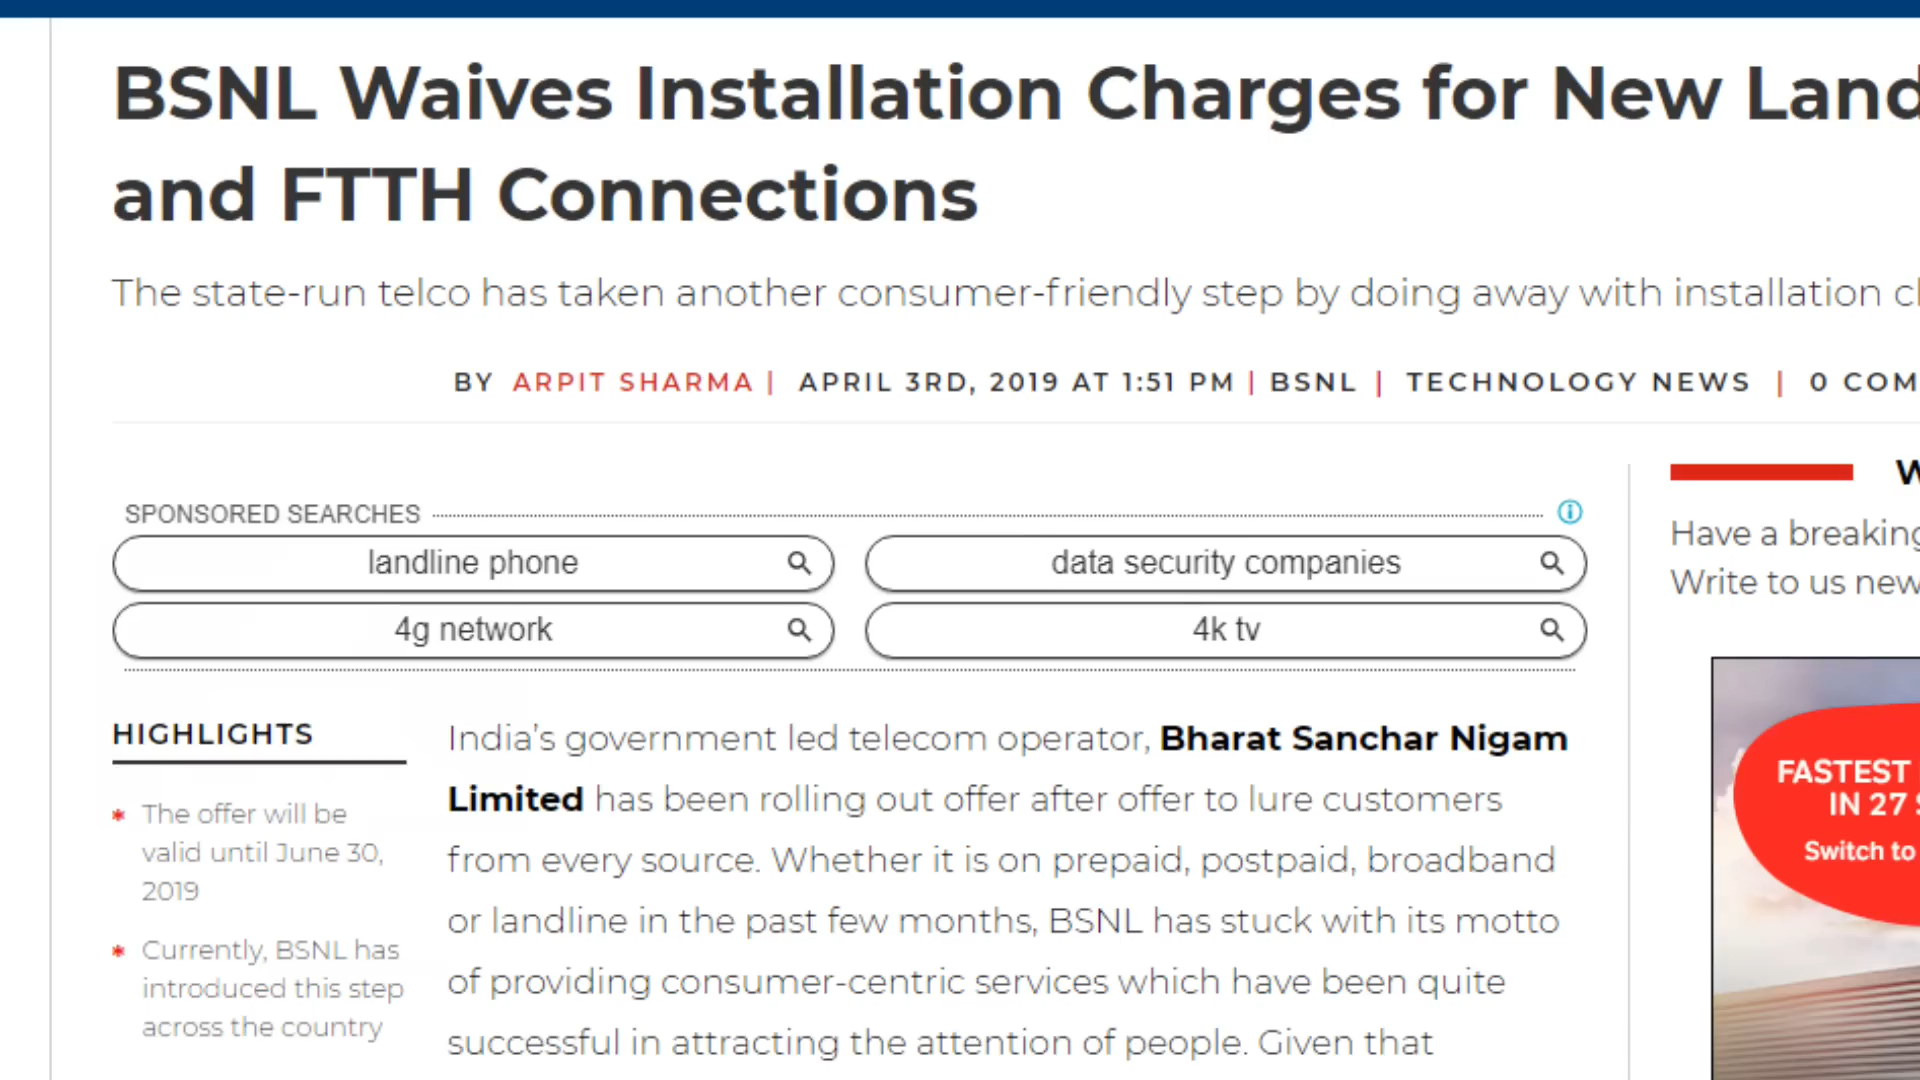 BSNL Waives Installation Charges for New Land
and FTTH Connections
The state-run telco has taken another consumer-friendly step by doing away with installation
BY ARPIT SHARMA | APRIL 3RD, 2019 AT 1:51 PM | BSNL | TECHNOLOGY NEWS | 0 COM
SPONSORED SEARCHES
landline phone
data security companies
4g network
4k tv
HIGHLIGHTS
* The offer will be
valid until June 30,
2019
* Currently, BSNL has
introduced this step
across the country
India's government led telecom operator, Bharat Sanchar Nigam
Limited has been rolling out offer after offer to lure customers
from every source. Whether it is on prepaid, postpaid, broadband
or landline in the past few months, BSNL has stuck with its motto
of providing consumer-centric services which have been quite
successful in attracting the attention of people. Given that
W
Have a breaking
Write to us new
FASTEST
IN 27
Switch to